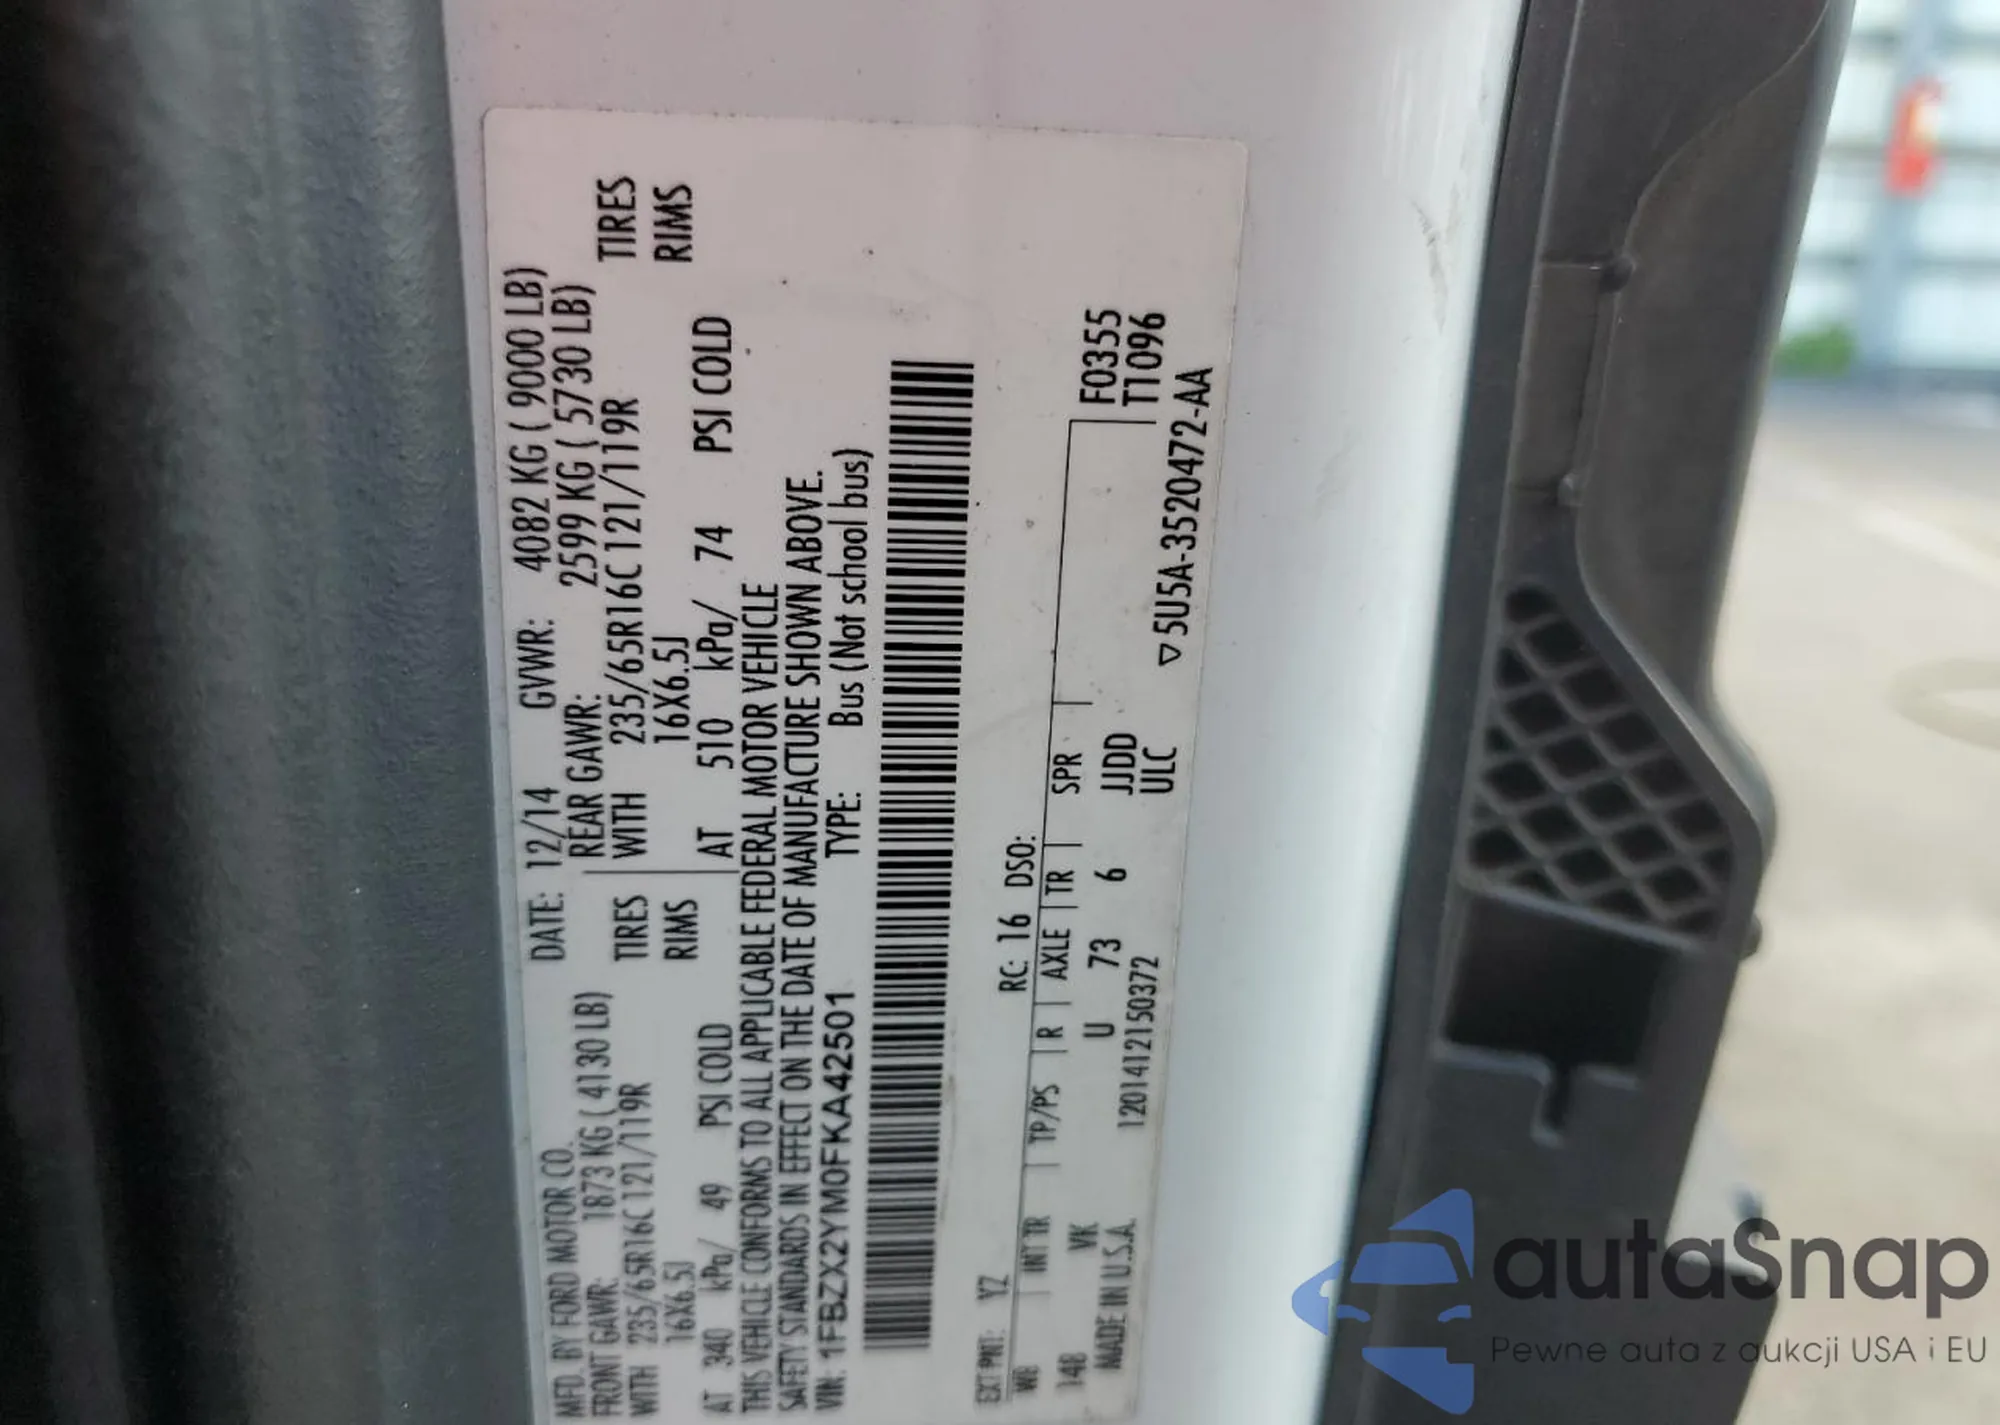 MFD. BY FORD MOTOR CO. DATE: 12/14 GVWR: 4082 KG ( 9000 LB)
FRONT GAWR: 1873 KG ( 4130 LB) REAR GAWR: 2599 KG ( 5730 LB)
WITH 235/65R16C 121/119R TIRES WITH 235/65R16C 121/119R TIRES
16X6.5J RIMS 16X6.5J RIMS
AT 340 kPa/ 49 PSI COLD AT 510 kPa/ 74 PSI COLD
THIS VEHICLE CONFORMS TO ALL APPLICABLE FEDERAL MOTOR VEHICLE
SAFETY STANDARDS IN EFFECT ON THE DATE OF MANUFACTURE SHOWN ABOVE.
VIN: 1FBZX2YM0FKA42501 TYPE: Bus (Not school bus)
EXT PNT: YZ RC: 16 DSO:
WB INT TR TP/PS R AXLE TR SPR
148 VK U 73 6 JJDD F0355
MADE IN U.S.A. 120141215O372 ULC T1096
▽5U5A-3520472-AA
autaSnap
Pewne auta z aukcji USA i EU